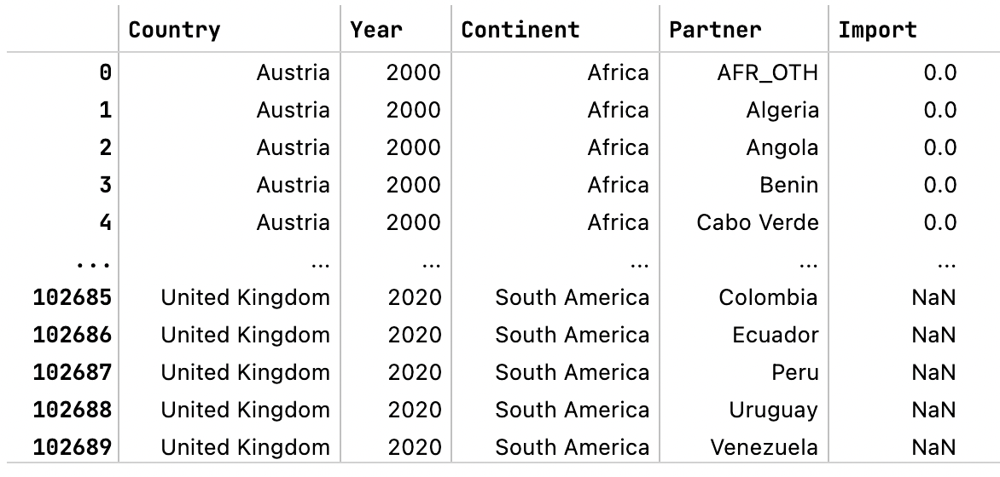 Country Year Continent Partner Import
0 Austria 2000 Africa AFR_OTH 0.0
1 Austria 2000 Africa Algeria 0.0
2 Austria 2000 Africa Angola 0.0
3 Austria 2000 Africa Benin 0.0
4 Austria 2000 Africa Cabo Verde 0.0
... ... ... ... ... ...
102685 United Kingdom 2020 South America Colombia NaN
102686 United Kingdom 2020 South America Ecuador NaN
102687 United Kingdom 2020 South America Peru NaN
102688 United Kingdom 2020 South America Uruguay NaN
102689 United Kingdom 2020 South America Venezuela NaN